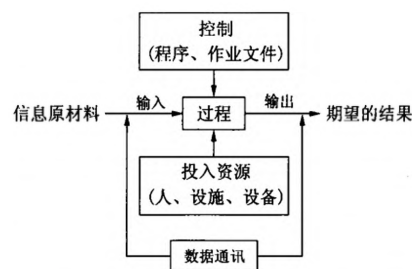 控制
(程序、作业文件)
信息原材料
输入
过程
输出
期望的结果
投入资源
(人、设施、设备)
数据通讯